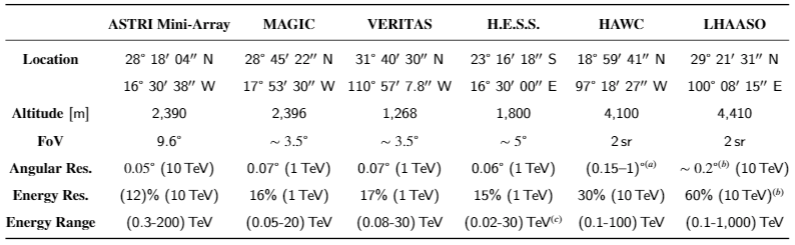 ASTRI Mini-Array MAGIC VERITAS H.E.S.S. HAWC LHAASO
Location 28° 18′ 04″ N 28° 45′ 22″ N 31° 40′ 30″ N 23° 16′ 18″ S 18° 59′ 41″ N 29° 21′ 31″ N
16° 30′ 38″ W 17° 53′ 30″ W 110° 57′ 7.8″ W 16° 30′ 00″ E 97° 18′ 27″ W 100° 08′ 15″ E
Altitude [m] 2,390 2,396 1,268 1,800 4,100 4,410
FoV 9.6° ∼ 3.5° ∼ 3.5° ∼ 5° 2 sr 2 sr
Angular Res. 0.05° (10 TeV) 0.07° (1 TeV) 0.07° (1 TeV) 0.06° (1 TeV) (0.15–1)°(a) ∼ 0.2°(b) (10 TeV)
Energy Res. (12)% (10 TeV) 16% (1 TeV) 17% (1 TeV) 15% (1 TeV) 30% (10 TeV) 60% (10 TeV)(b)
Energy Range (0.3-200) TeV (0.05-20) TeV (0.08-30) TeV (0.02-30) TeV(c) (0.1-100) TeV (0.1-1,000) TeV